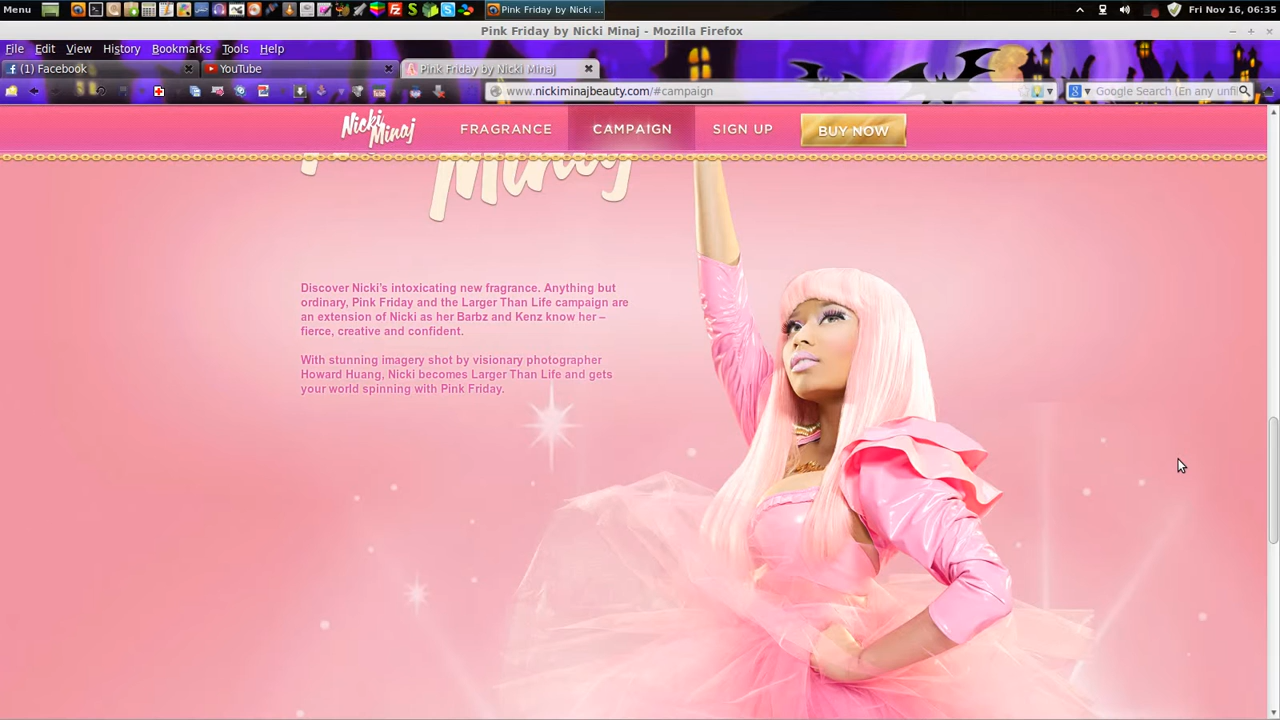 Menu
Pink Friday by Nicki ...
Fri Nov 16, 06:35
Pink Friday by Nicki Minaj - Mozilla Firefox
File Edit View History Bookmarks Tools Help
(1) Facebook
YouTube
Pink Friday by Nicki Minaj
www.nickiminajbeauty.com/#campaign
Google Search (En any unfil
Nicki Minaj
FRAGRANCE
CAMPAIGN
SIGN UP
BUY NOW
Minaj
Discover Nicki's intoxicating new fragrance. Anything but
ordinary, Pink Friday and the Larger Than Life campaign are
an extension of Nicki as her Barbz and Kenz know her –
fierce, creative and confident.
With stunning imagery shot by visionary photographer
Howard Huang, Nicki becomes Larger Than Life and gets
your world spinning with Pink Friday.